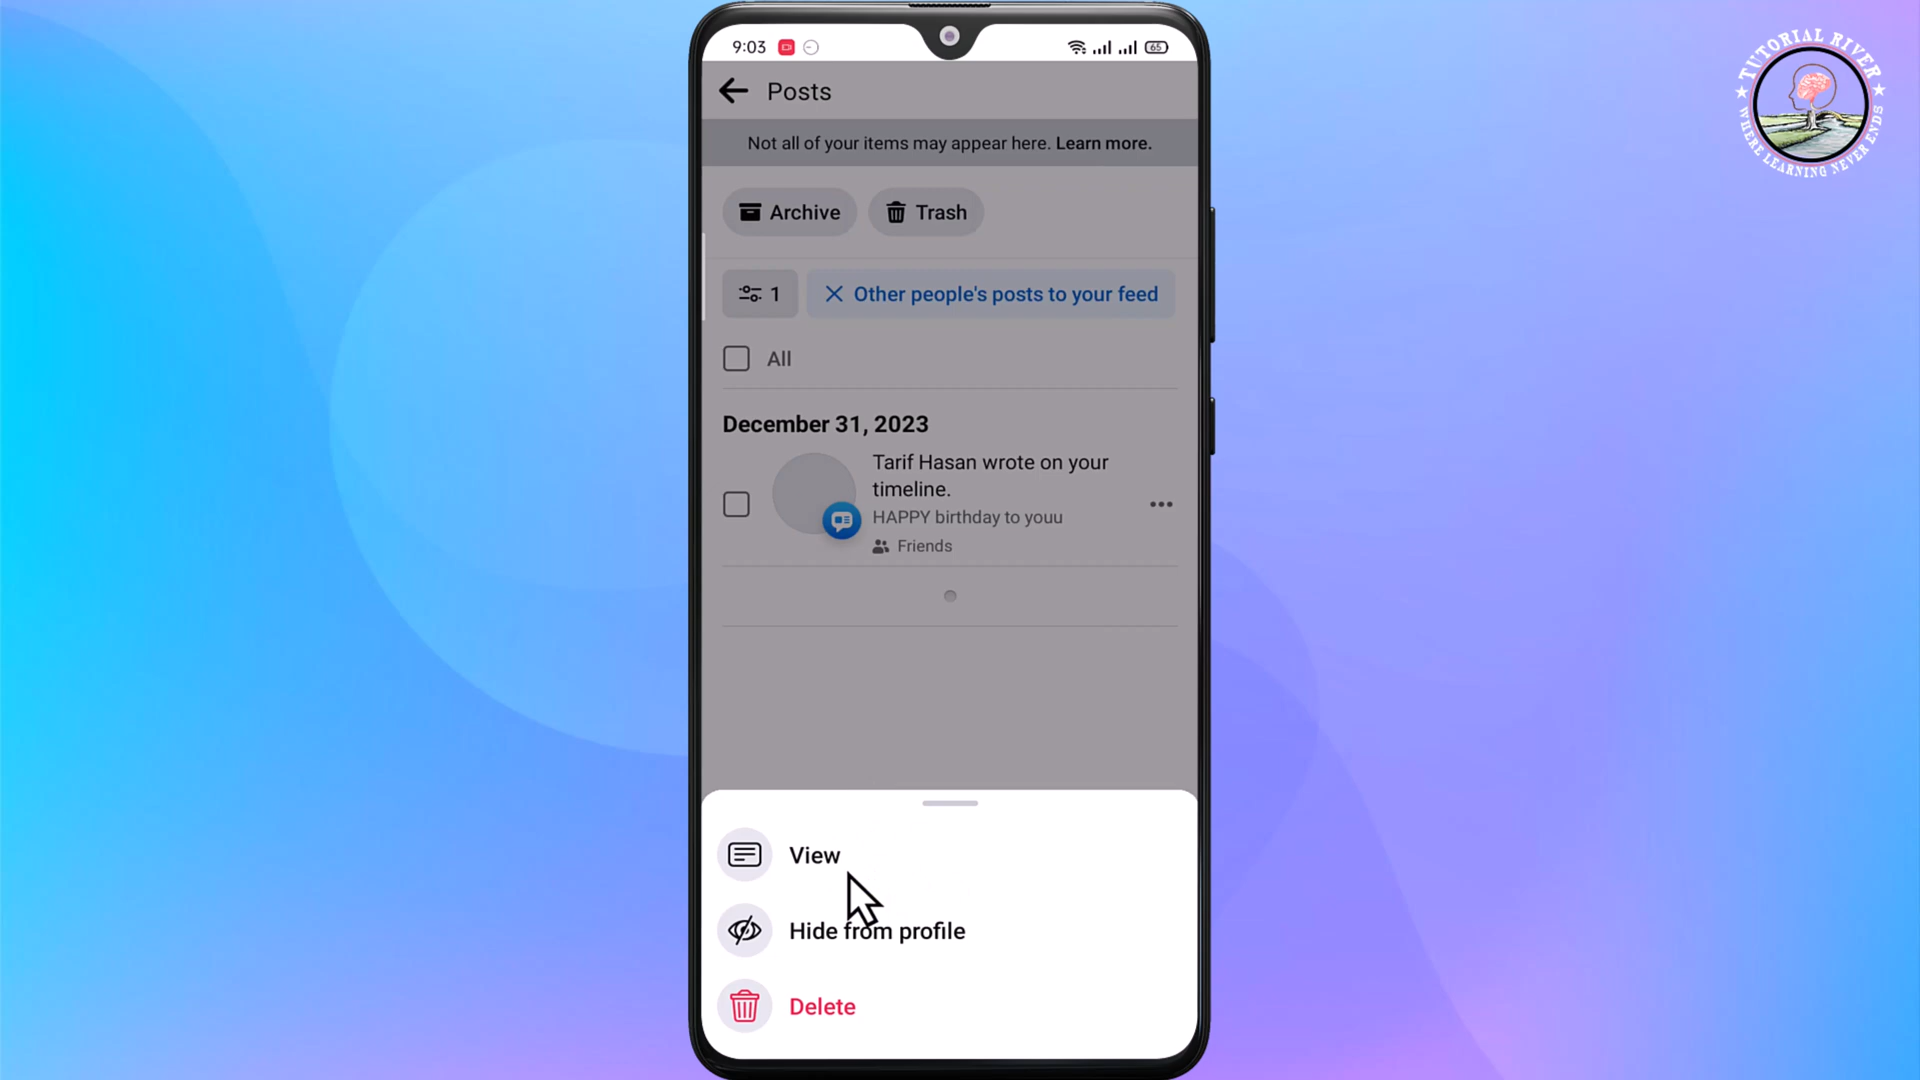 9:03
65
TUTORIAL RIVER
WHERE LEARNING NEVER ENDS
Posts
Not all of your items may appear here. Learn more.
Archive
Trash
1
Other people's posts to your feed
All
December 31, 2023
Tarif Hasan wrote on your
timeline.
HAPPY birthday to youu
Friends
View
Hide from profile
Delete